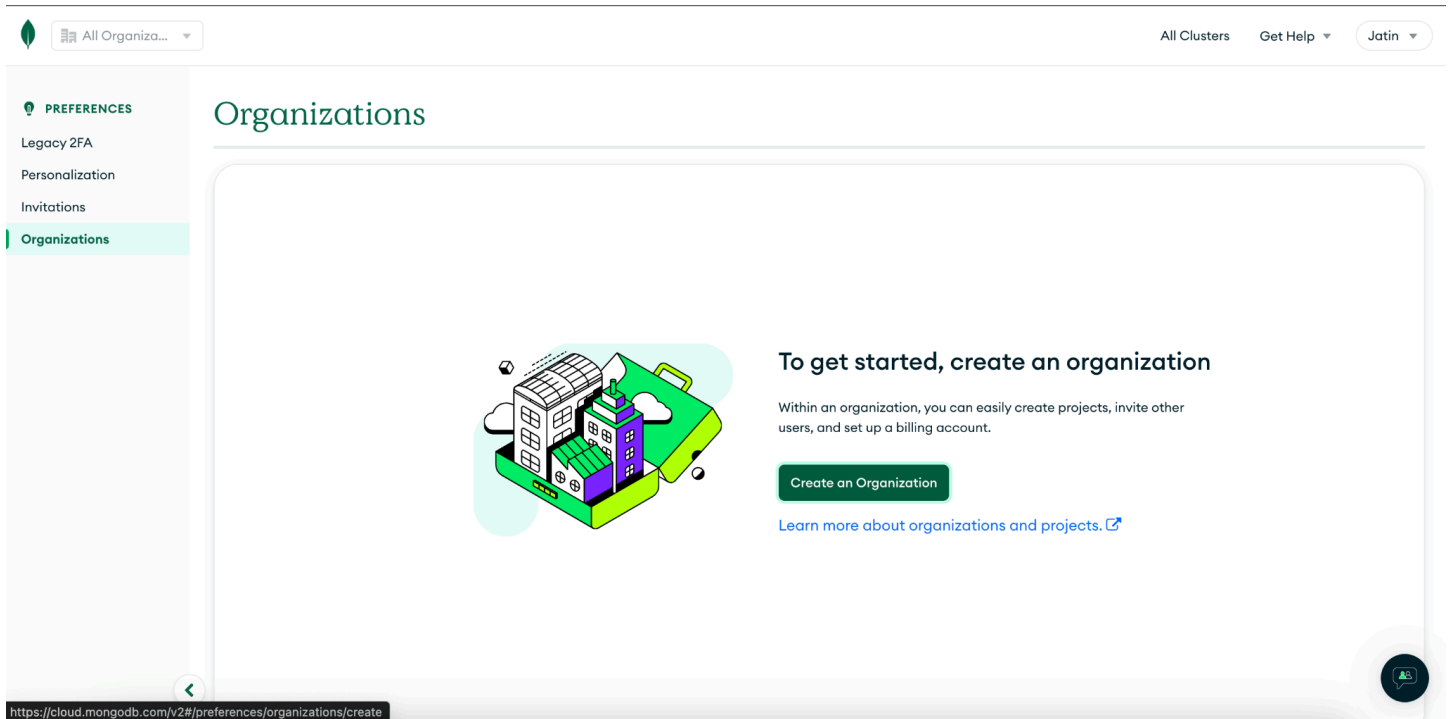 All Organiza...
All Clusters
Get Help
Jatin
PREFERENCES
Legacy 2FA
Personalization
Invitations
Organizations
Organizations
To get started, create an organization
Within an organization, you can easily create projects, invite other
users, and set up a billing account.
Create an Organization
Learn more about organizations and projects.
https://cloud.mongodb.com/v2#/preferences/organizations/create